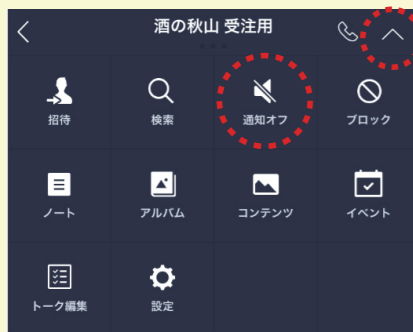 酒の秋山 受注用
招待
検索
通知オフ
ブロック
ノート
アルバム
コンテンツ
イベント
トーク編集
設定